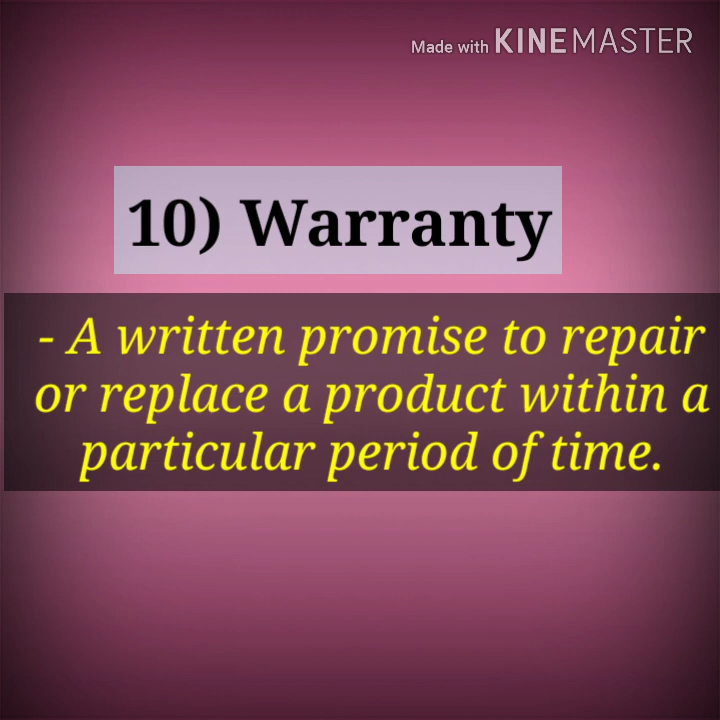 Made with KINEMASTER
10) Warranty
- A written promise to repair
or replace a product within a
particular period of time.